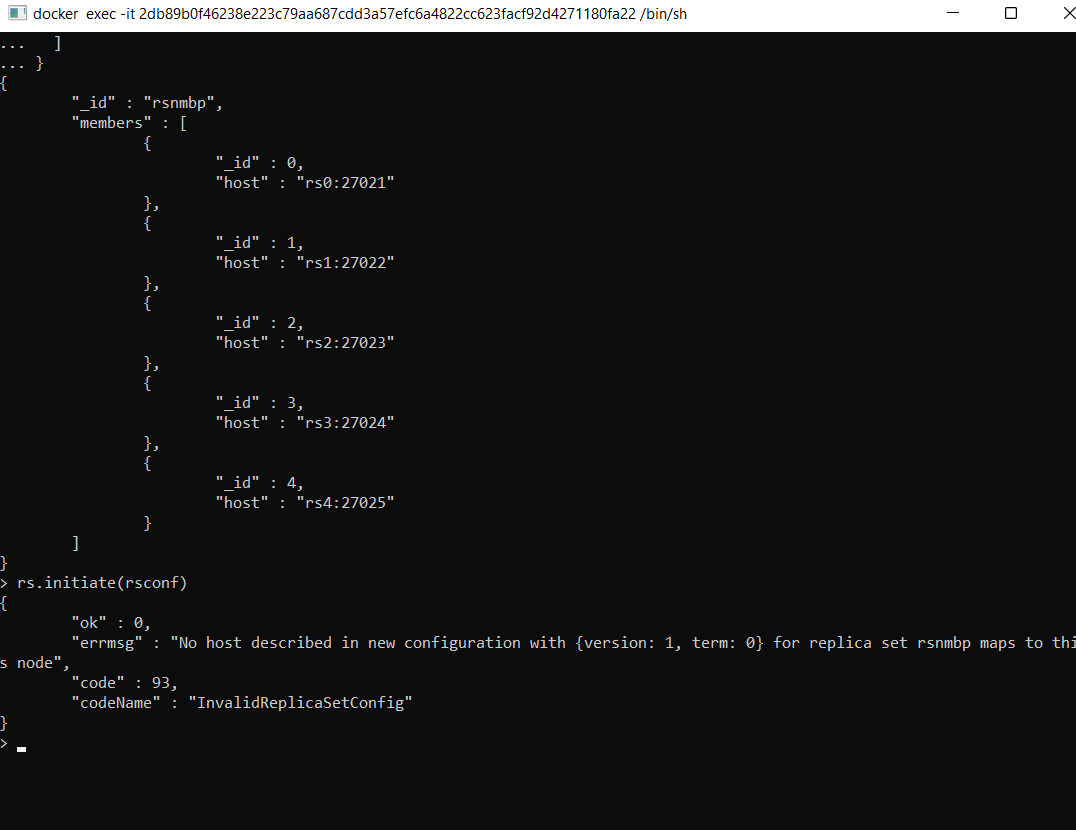 docker  exec -it 2db89b0f46238e223c79aa687cdd3a57efc6a4822cc623facf92d4271180fa22 /bin/sh
...   ]
... }
{
        "_id" : "rsnmbp",
        "members" : [
                {
                        "_id" : 0,
                        "host" : "rs0:27021"
                },
                {
                        "_id" : 1,
                        "host" : "rs1:27022"
                },
                {
                        "_id" : 2,
                        "host" : "rs2:27023"
                },
                {
                        "_id" : 3,
                        "host" : "rs3:27024"
                },
                {
                        "_id" : 4,
                        "host" : "rs4:27025"
                }
        ]
}
> rs.initiate(rsconf)
{
        "ok" : 0,
        "errmsg" : "No host described in new configuration with {version: 1, term: 0} for replica set rsnmbp maps to thi
s node",
        "code" : 93,
        "codeName" : "InvalidReplicaSetConfig"
}
>